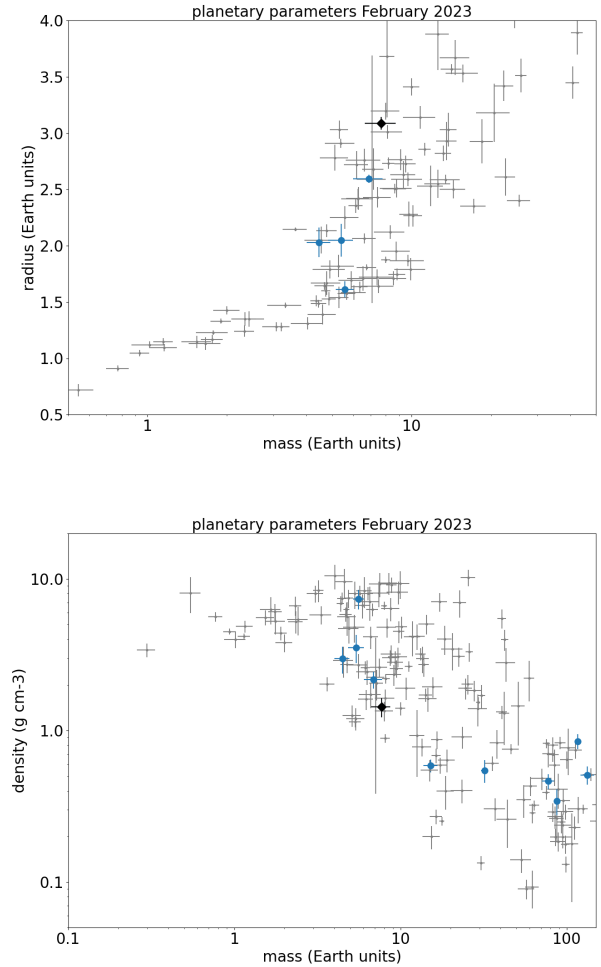 planetary parameters February 2023
4.0
3.5
3.0
2.5
2.0
1.5
1.0
0.5
radius (Earth units)
1
10
mass (Earth units)
planetary parameters February 2023
10.0
1.0
0.1
density (g cm-3)
0.1
1
10
100
mass (Earth units)